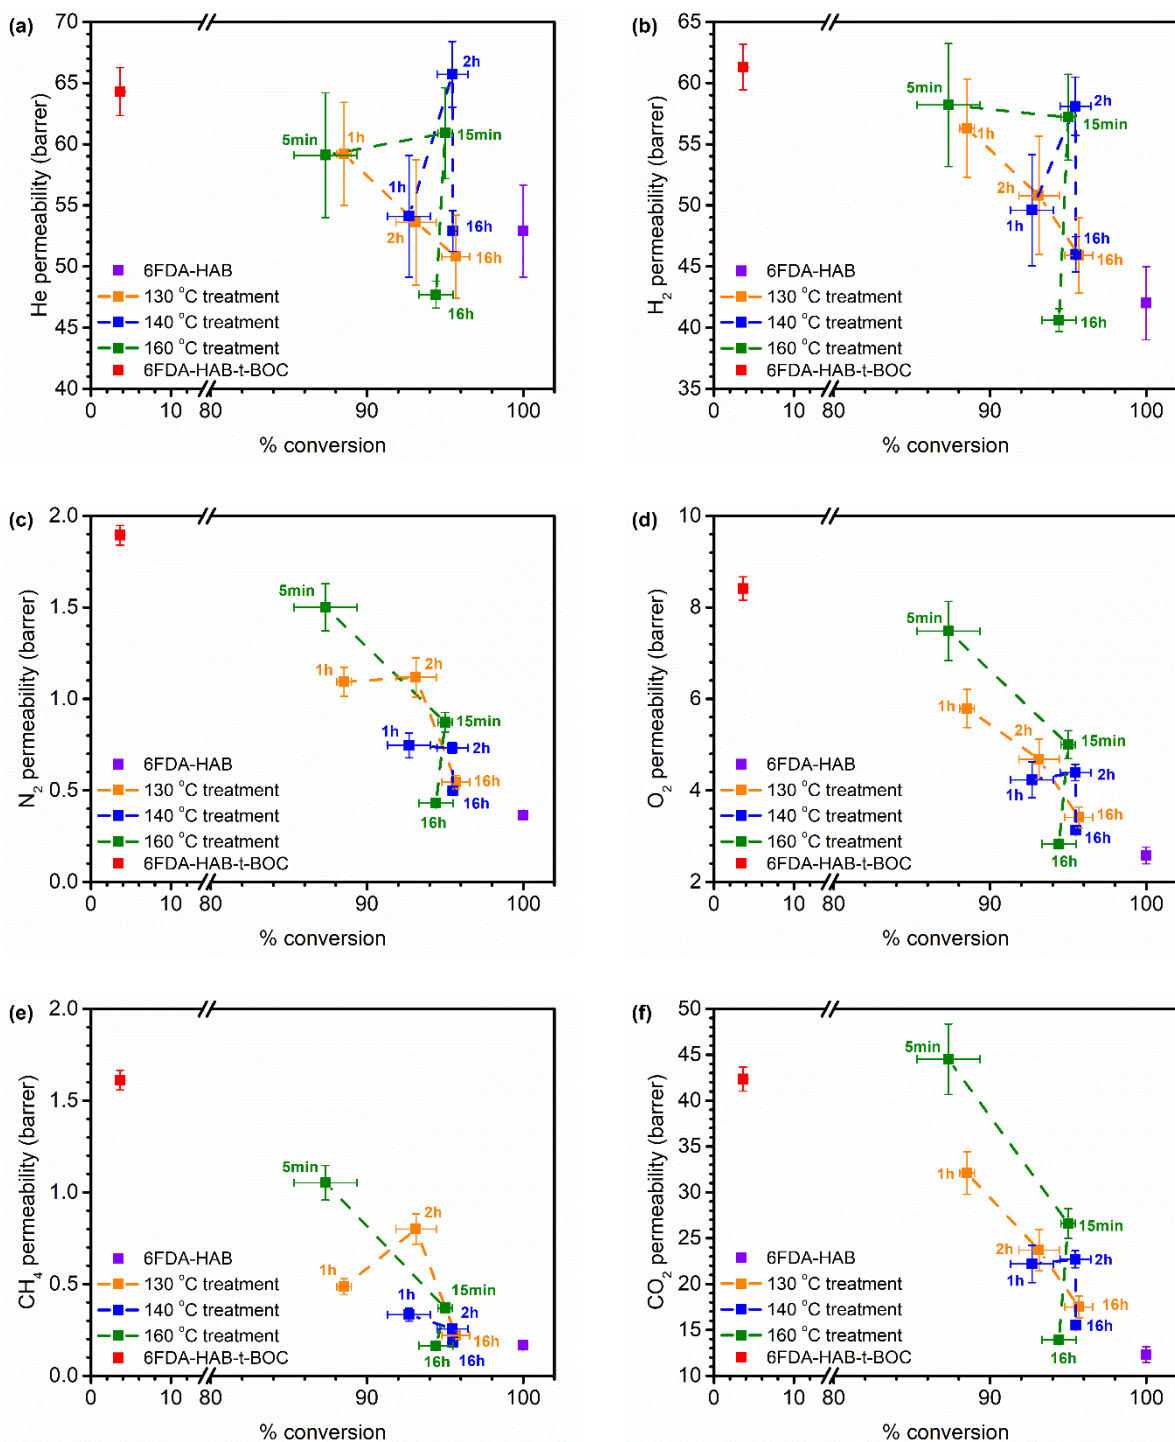 (a)
He permeability (barrer)
70
65
60
55
50
45
40
2h
5min
1h
15min
1h
2h
16h
16h
16h
6FDA-HAB
130 °C treatment
140 °C treatment
160 °C treatment
6FDA-HAB-t-BOC
0 10 80 90 100
% conversion
(b)
H2 permeability (barrer)
65
60
55
50
45
40
35
5min
2h
15min
1h
2h
1h
16h
16h
16h
6FDA-HAB
130 °C treatment
140 °C treatment
160 °C treatment
6FDA-HAB-t-BOC
0 10 80 90 100
% conversion
(c)
N2 permeability (barrer)
2.0
1.5
1.0
0.5
0.0
5min
1h
2h
15min
1h
2h
16h
16h
16h
6FDA-HAB
130 °C treatment
140 °C treatment
160 °C treatment
6FDA-HAB-t-BOC
0 10 80 90 100
% conversion
(d)
O2 permeability (barrer)
10
8
6
4
2
5min
1h
2h
15min
1h
2h
16h
16h
16h
6FDA-HAB
130 °C treatment
140 °C treatment
160 °C treatment
6FDA-HAB-t-BOC
0 10 80 90 100
% conversion
(e)
CH4 permeability (barrer)
2.0
1.5
1.0
0.5
0.0
5min
2h
1h
15min
1h
2h
16h
16h
16h
6FDA-HAB
130 °C treatment
140 °C treatment
160 °C treatment
6FDA-HAB-t-BOC
0 10 80 90 100
% conversion
(f)
CO2 permeability (barrer)
50
45
40
35
30
25
20
15
10
5min
1h
15min
2h
2h
1h
16h
16h
16h
6FDA-HAB
130 °C treatment
140 °C treatment
160 °C treatment
6FDA-HAB-t-BOC
0 10 80 90 100
% conversion